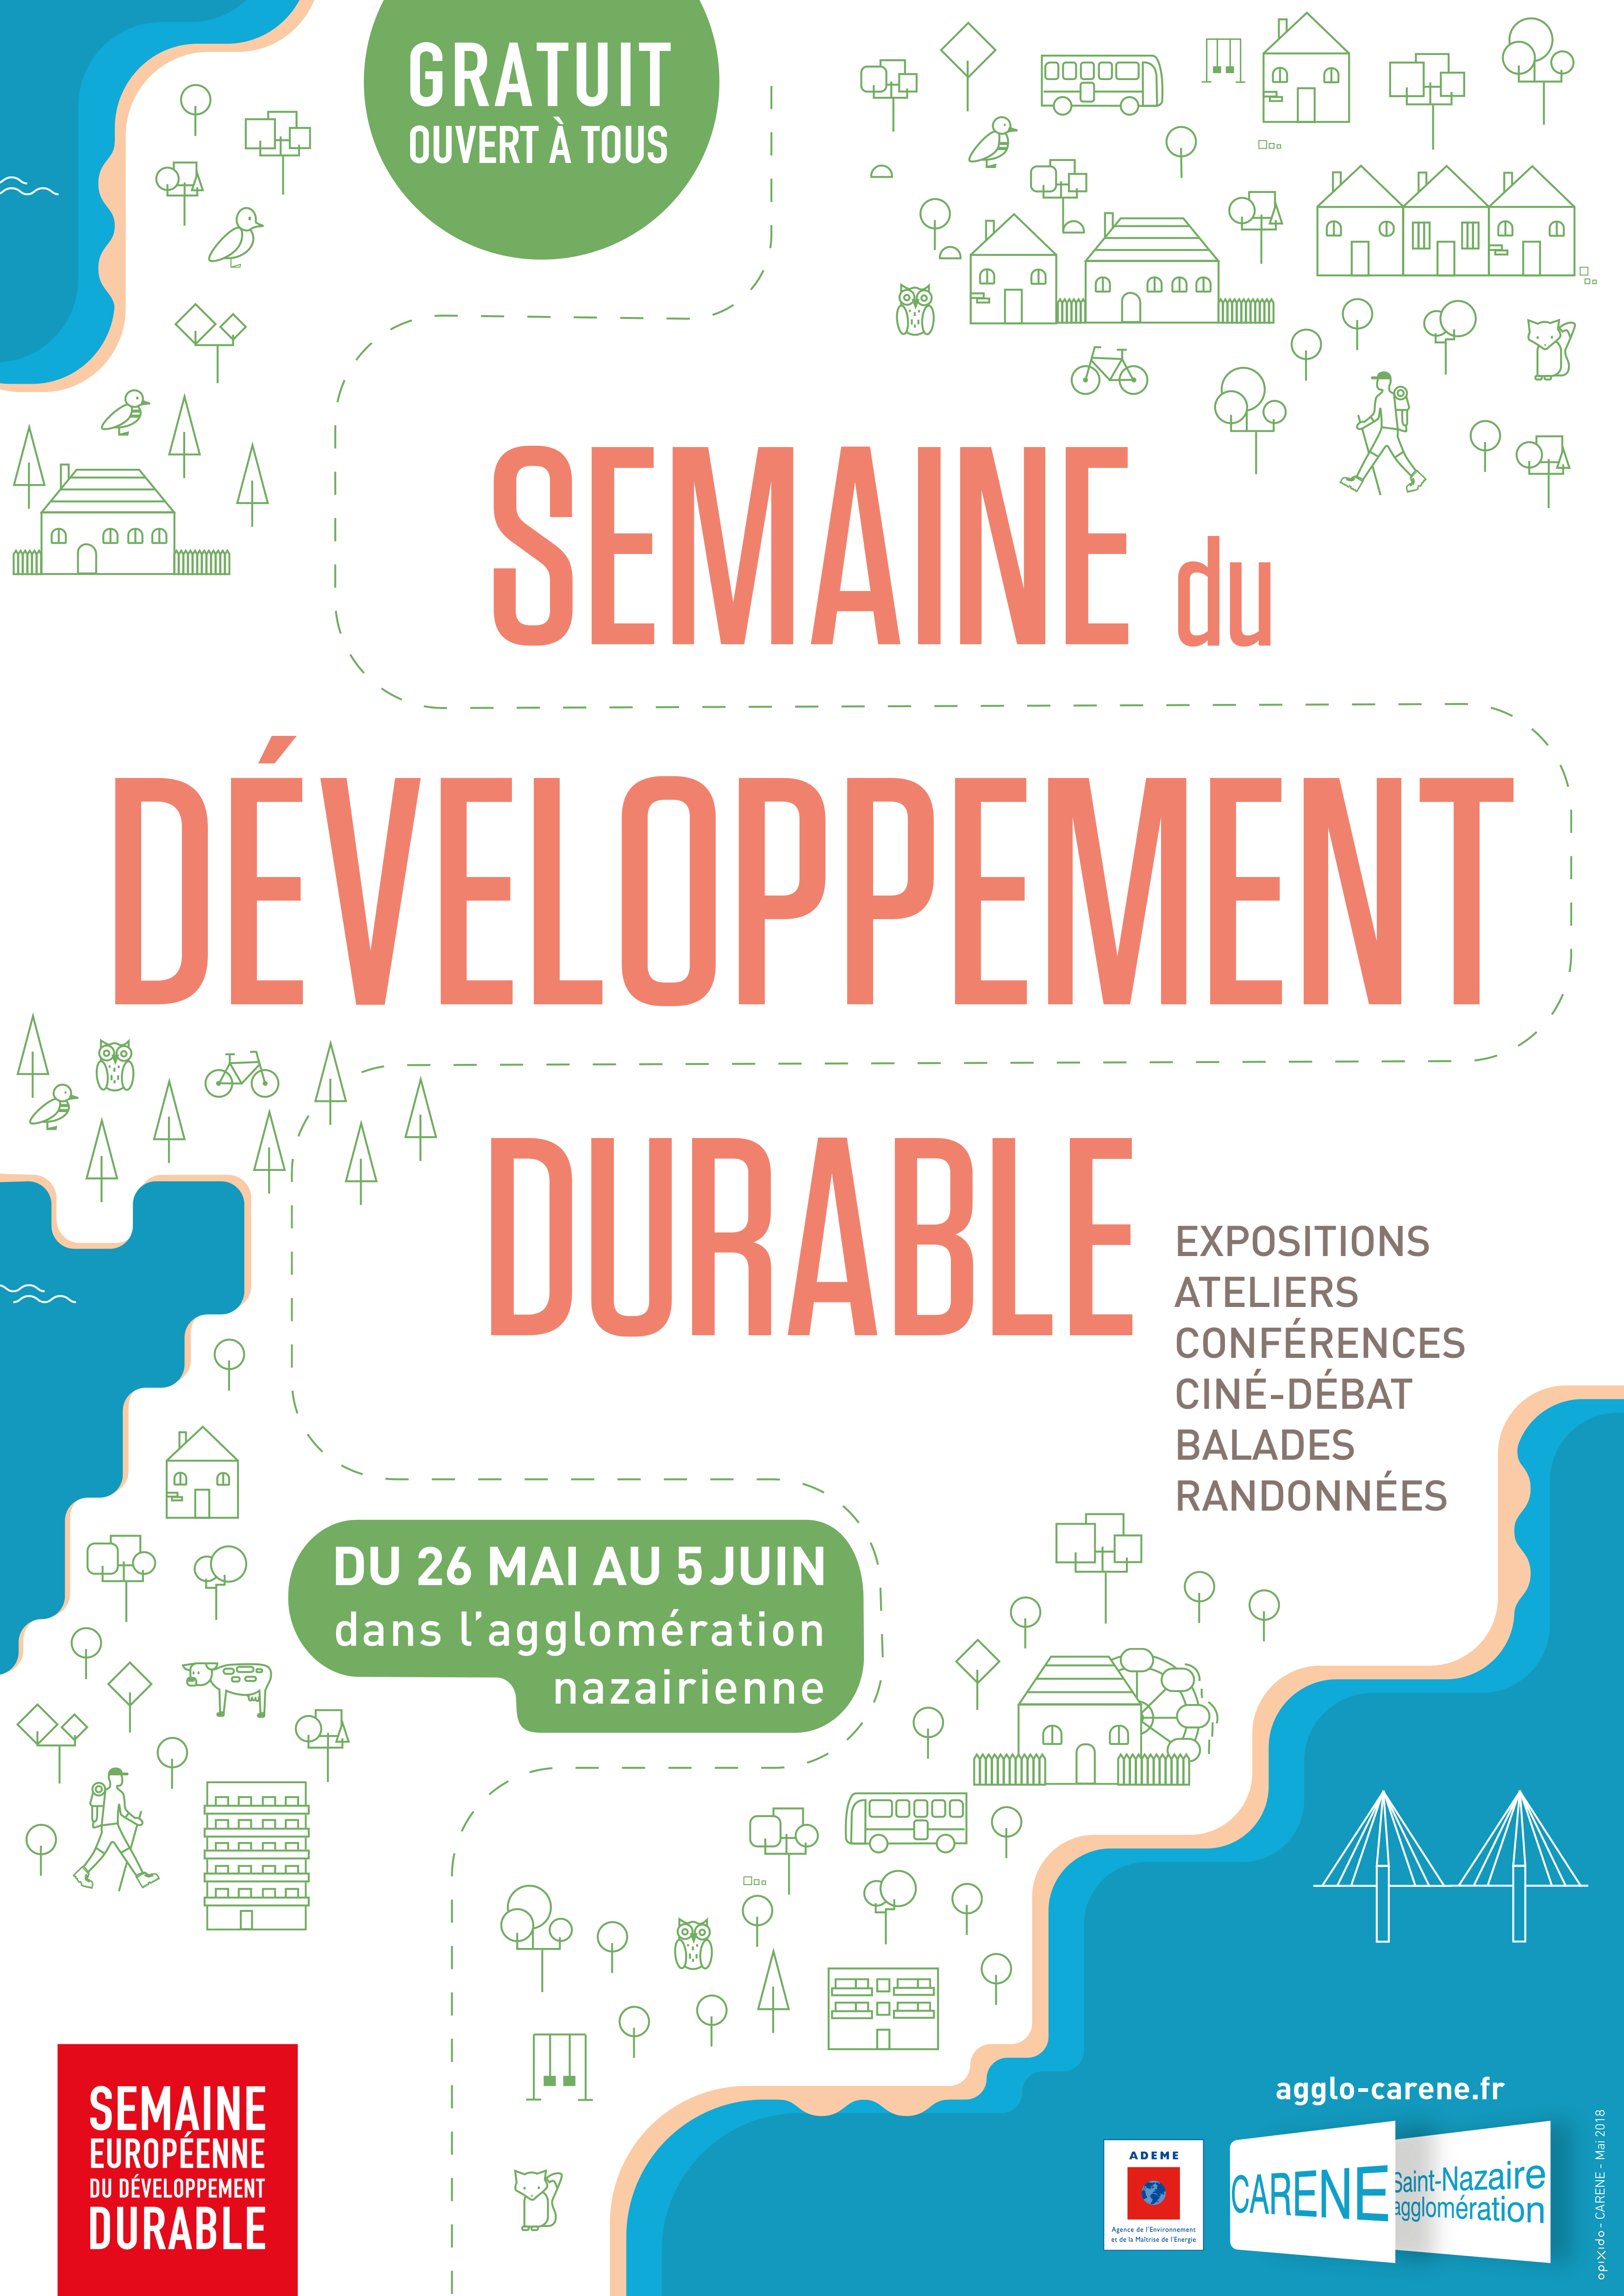 GRATUIT
OUVERT À TOUS
SEMAINE du
DÉVELOPPEMENT
DURABLE
EXPOSITIONS
ATELIERS
CONFÉRENCES
CINÉ-DÉBAT
BALADES
RANDONNÉES
DU 26 MAI AU 5 JUIN
dans l'agglomération
nazairienne
SEMAINE
EUROPÉENNE
DU DÉVELOPPEMENT
DURABLE
agglo-carene.fr
ADEME
Agence de l'Environnement
et de la Maîtrise de l'Energie
CARENE
Saint-Nazaire
agglomération
opixido - CARENE - Mai 2018